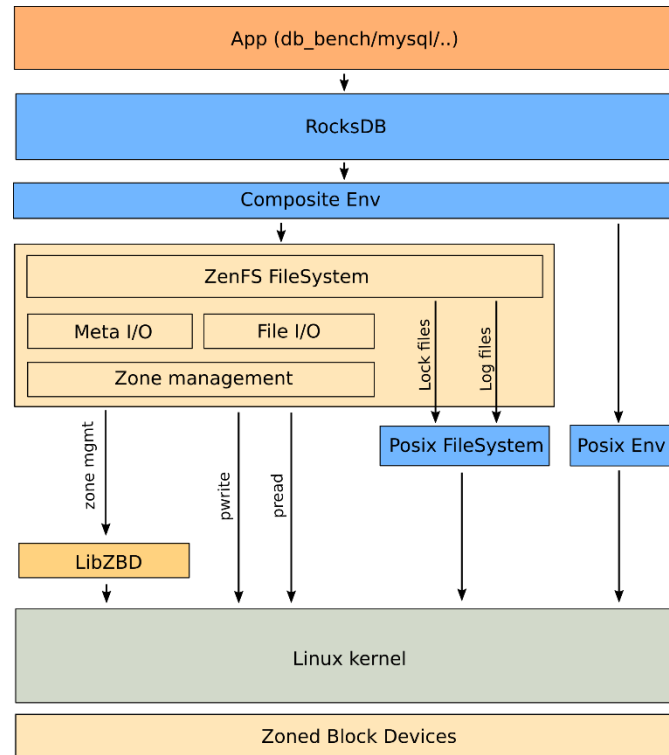 App (db_bench/mysql/..)
RocksDB
Composite Env
ZenFS FileSystem
Meta I/O
File I/O
Zone management
Lock files
Log files
zone mgmt
pwrite
pread
Posix FileSystem
Posix Env
LibZBD
Linux kernel
Zoned Block Devices